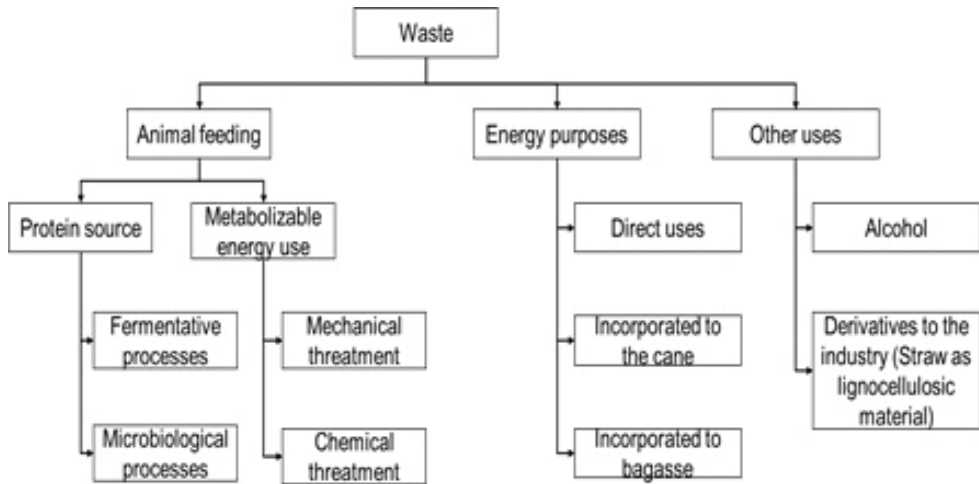 Waste
Animal feeding
Energy purposes
Other uses
Protein source
Metabolizable
energy use
Direct uses
Alcohol
Fermentative
processes
Mechanical
threatment
Incorporated to
the cane
Derivatives to the
industry (Straw as
lignocellulosic
material)
Microbiological
processes
Chemical
threatment
Incorporated to
bagasse